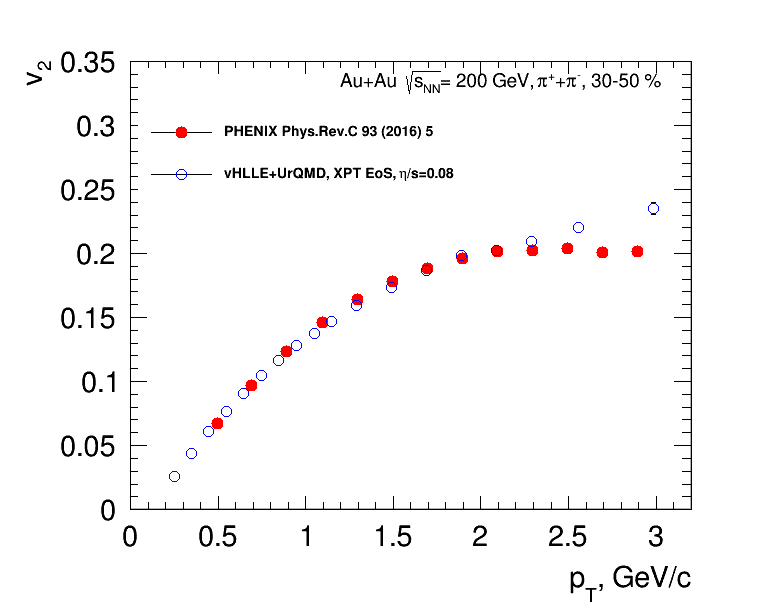 v2
0.35
0.3
0.25
0.2
0.15
0.1
0.05
0
Au+Au √sNN= 200 GeV, π⁺+π⁻, 30-50 %
PHENIX Phys.Rev.C 93 (2016) 5
vHLLE+UrQMD, XPT EoS, η/s=0.08
0 0.5 1 1.5 2 2.5 3
pT, GeV/c